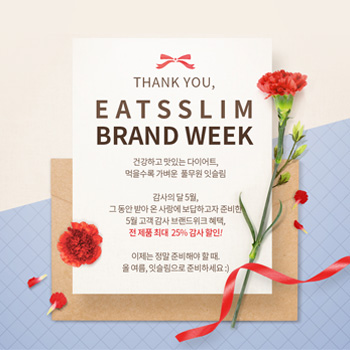 THANK YOU,
EATSSLIM
BRAND WEEK
건강하고 맛있는 다이어트,
먹을수록 가벼운 풀무원 잇슬림
감사의 달 5월,
그 동안 받아 온 사랑에 보답하고자 준비한
5월 고객 감사 브랜드위크 혜택,
전 제품 최대 25% 감사 할인!
이제는 정말 준비해야 할 때,
올 여름, 잇슬림으로 준비하세요 :)